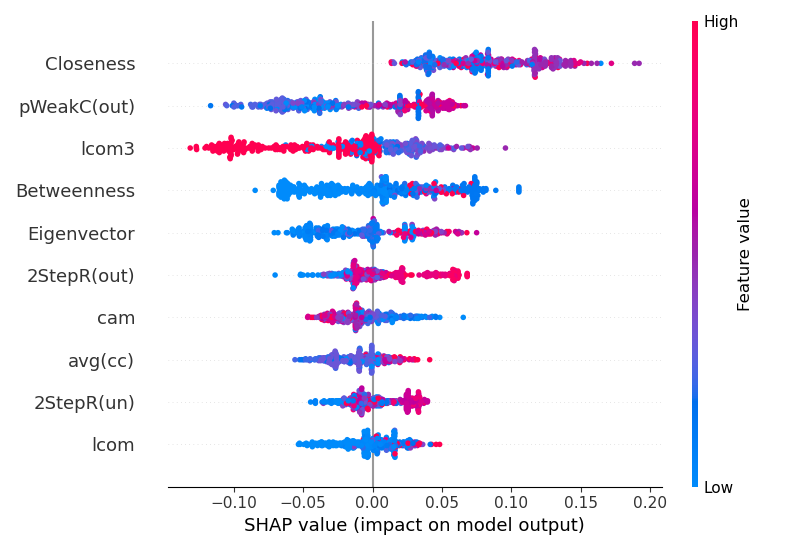 High
Closeness
pWeakC(out)
lcom3
Betweenness
Eigenvector
2StepR(out)
cam
avg(cc)
2StepR(un)
lcom
Feature value
Low
−0.10 −0.05 0.00 0.05 0.10 0.15 0.20
SHAP value (impact on model output)